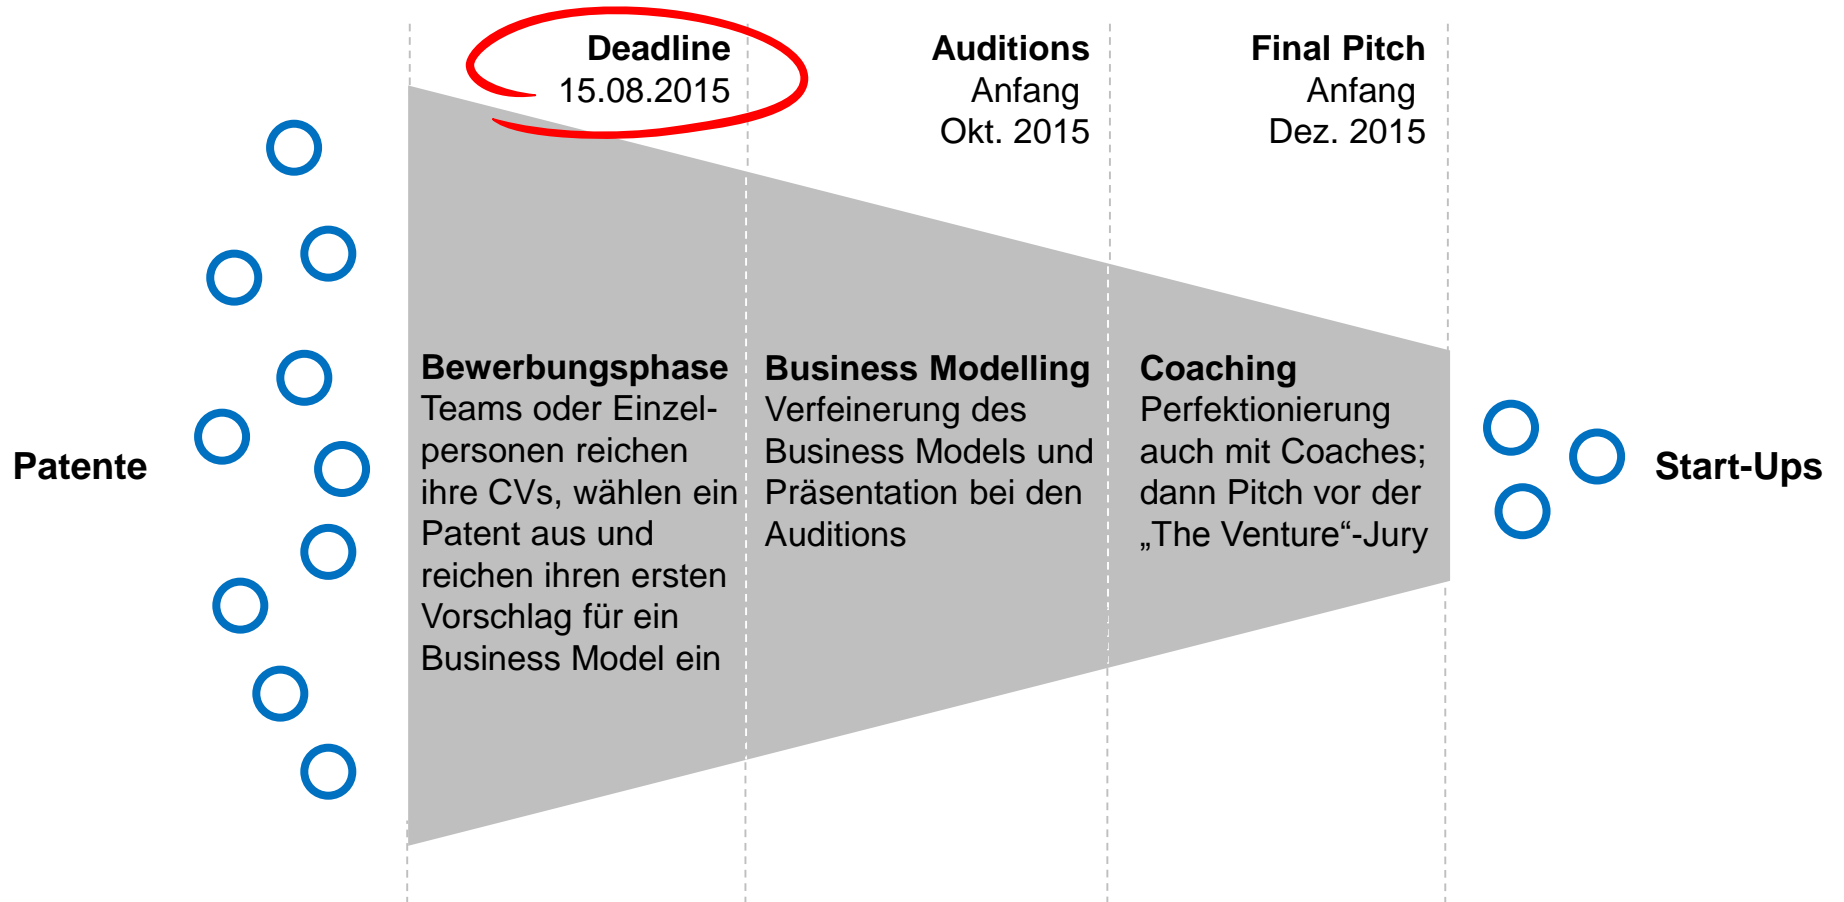 Deadline
15.08.2015
Auditions
Anfang
Okt. 2015
Final Pitch
Anfang
Dez. 2015
Patente
Bewerbungsphase
Teams oder Einzel-
personen reichen
ihre CVs, wählen ein
Patent aus und
reichen ihren ersten
Vorschlag für ein
Business Model ein
Business Modelling
Verfeinerung des
Business Models und
Präsentation bei den
Auditions
Coaching
Perfektionierung
auch mit Coaches;
dann Pitch vor der
„The Venture“-Jury
Start-Ups